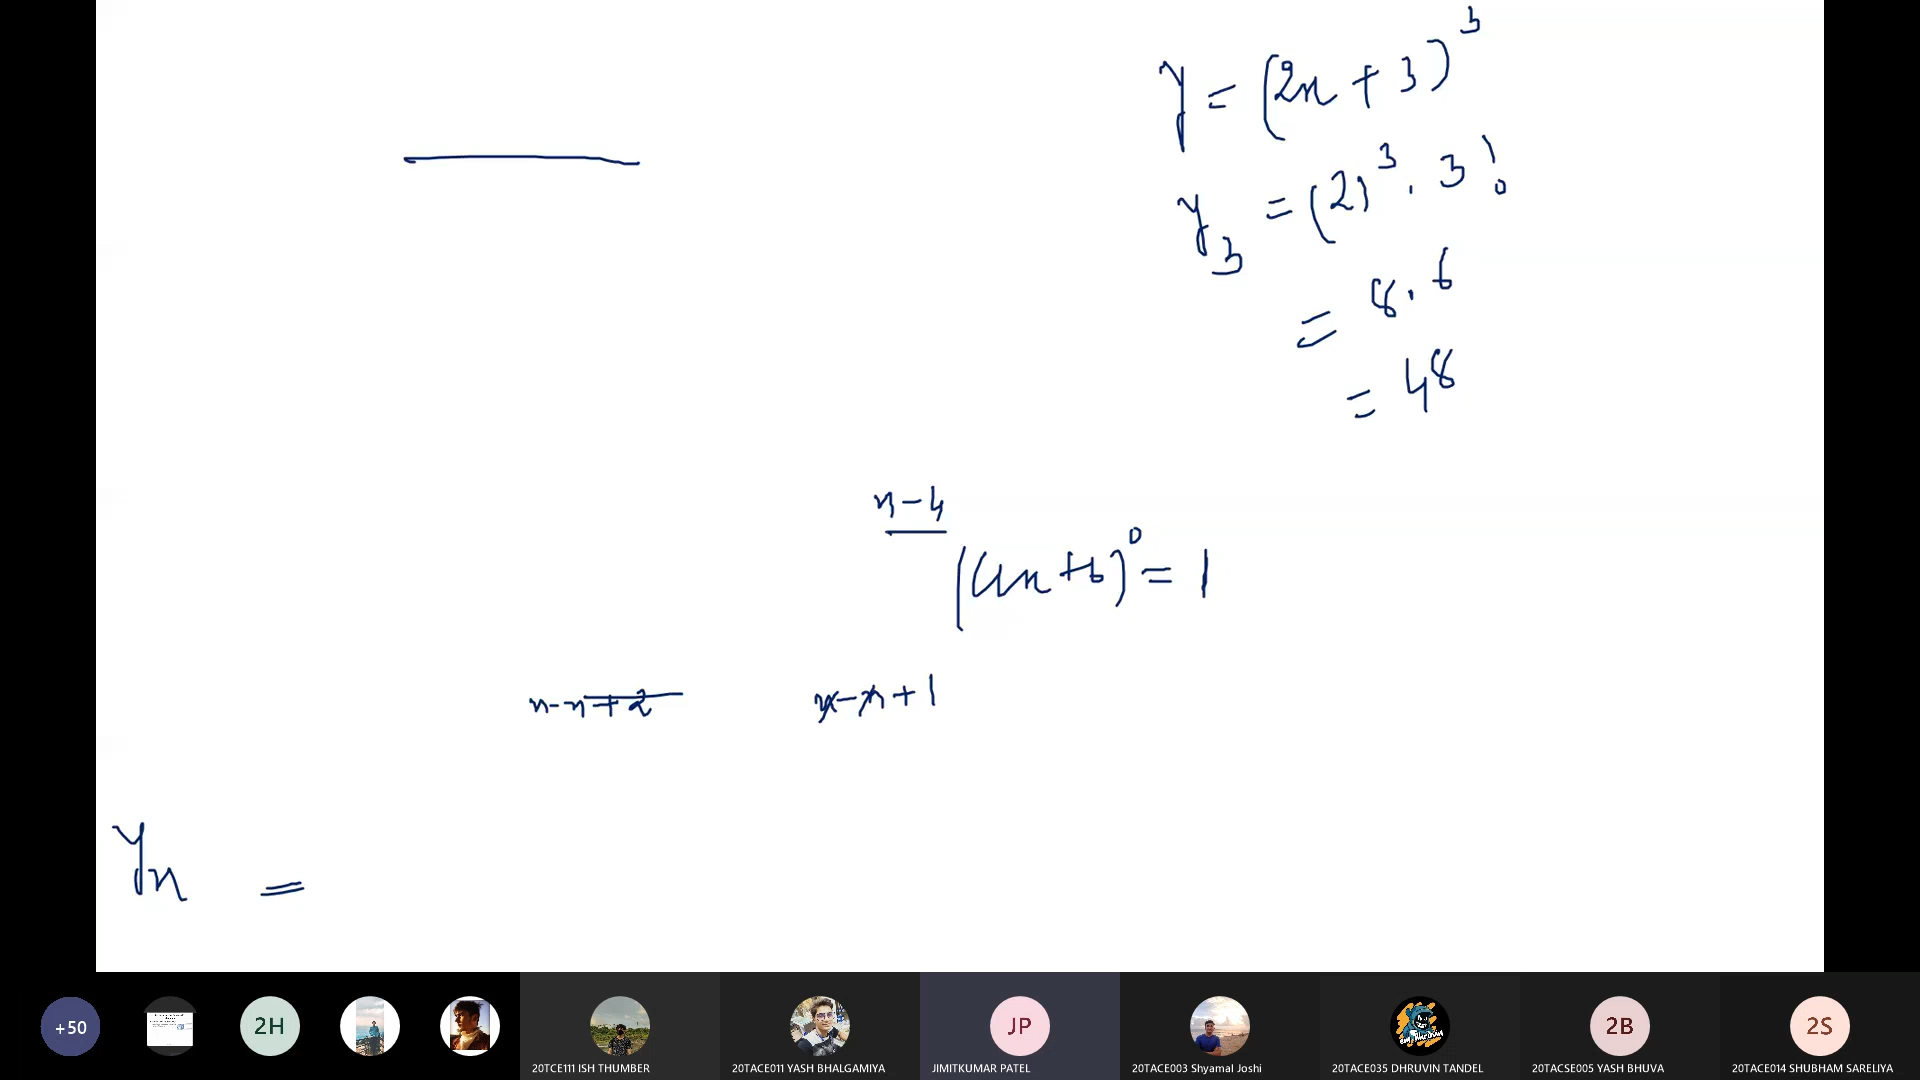 y = (2x + 3)³
y₃ = (2)³ . 3!
= 8 . 6
= 48
n-4
(ax+b)⁰ = 1
n-n+2 n-n+1
yn =
+50 2H JP 2B 2S
20TCE111 ISH THUMBER 20TACE011 YASH BHALGAMIYA JIMITKUMAR PATEL 20TACE003 Shyamal Joshi 20TACE035 DHRUVIN TANDEL 20TACSE005 YASH BHUVA 20TACE014 SHUBHAM SARELIYA